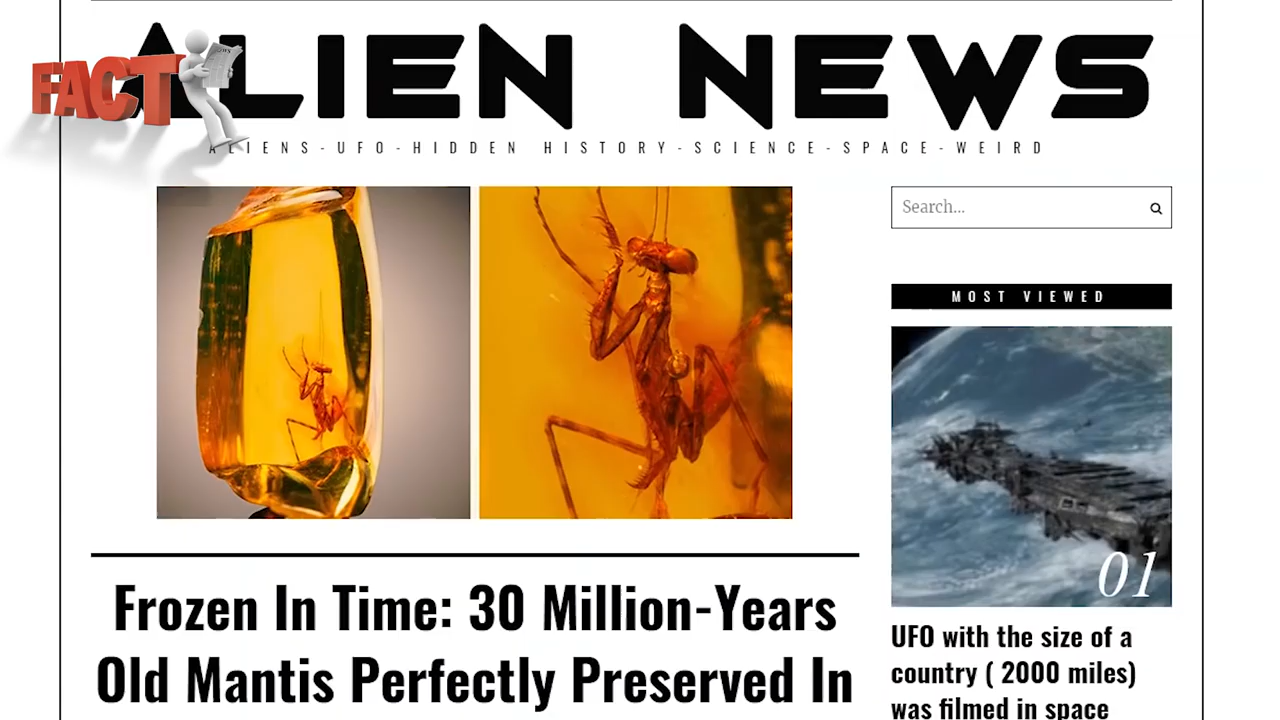 FACT
ALIEN NEWS
ALIENS-UFO-HIDDEN HISTORY-SCIENCE-SPACE-WEIRD
Search...
MOST VIEWED
Frozen In Time: 30 Million-Years
Old Mantis Perfectly Preserved In
01
UFO with the size of a
country ( 2000 miles)
was filmed in space